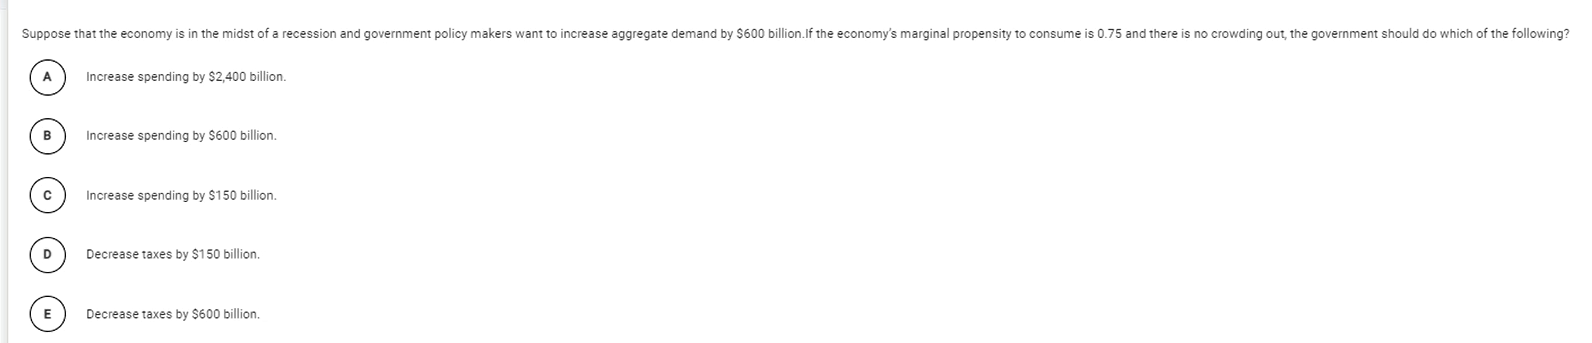 Suppose that the economy is in the midst of a recession and government policy makers want to increase aggregate demand by $600 billion.If the economy's marginal propensity to consume is 0.75 and there is no crowding out, the government should do which of the following?
A Increase spending by $2,400 billion.
B Increase spending by $600 billion.
C Increase spending by $150 billion.
D Decrease taxes by $150 billion.
E Decrease taxes by $600 billion.